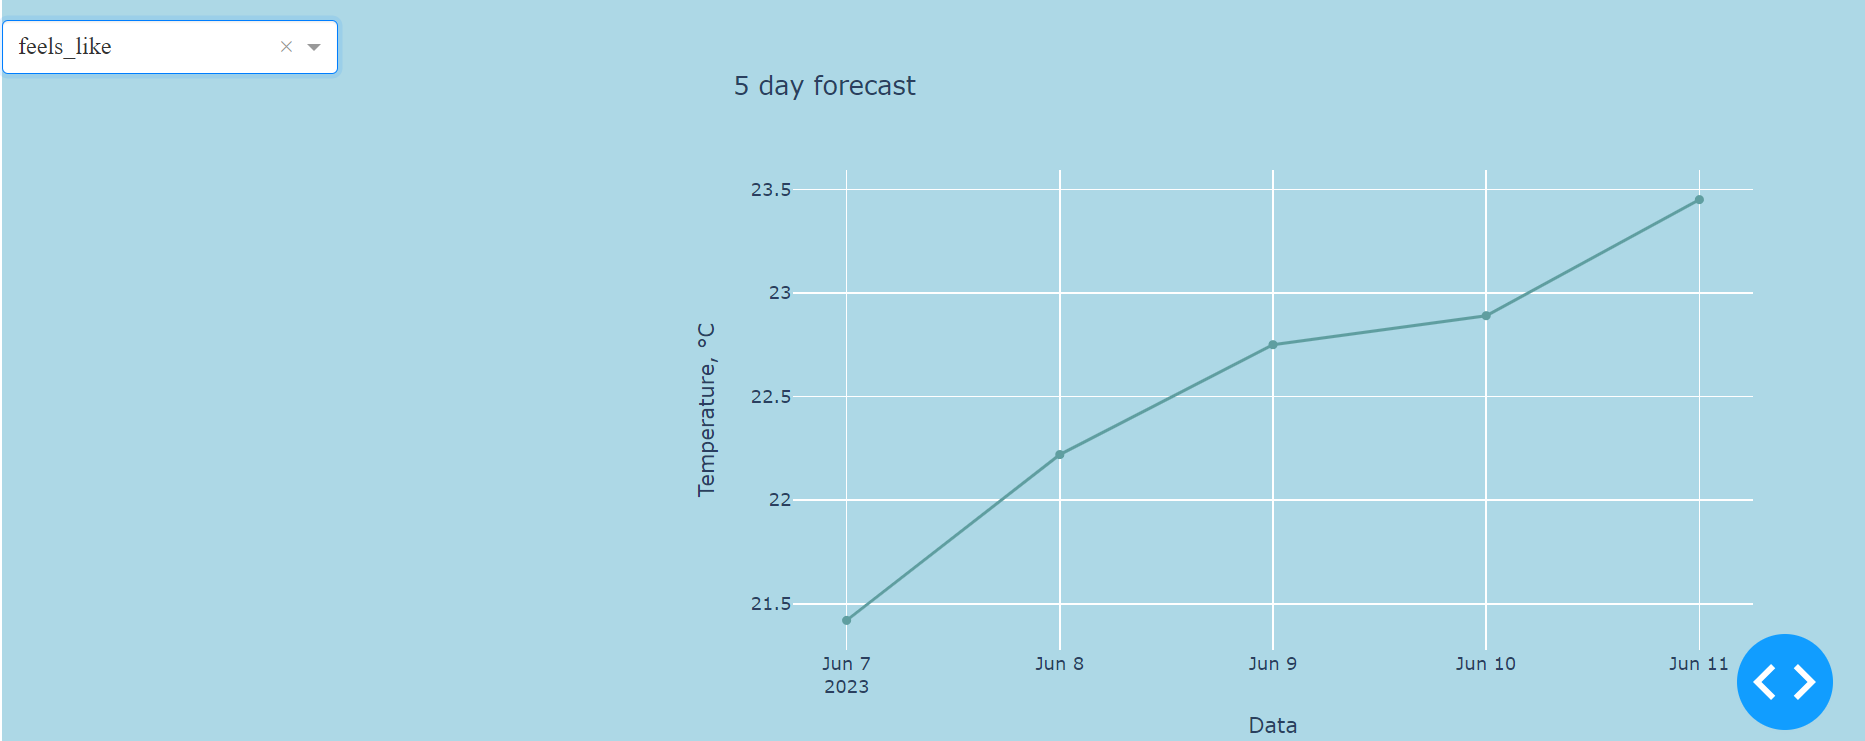 feels_like
5 day forecast
23.5
23
22.5
22
21.5
Temperature, °C
Jun 7 Jun 8 Jun 9 Jun 10 Jun 11
2023
Data